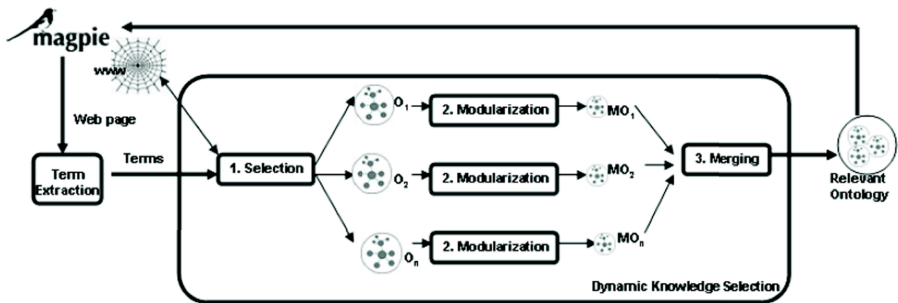 magpie
www
Web page
Term
Extraction
Terms
1. Selection
O1
2. Modularization
MO1
O2
2. Modularization
MO2
On
2. Modularization
MOn
3. Merging
Relevant
Ontology
Dynamic Knowledge Selection